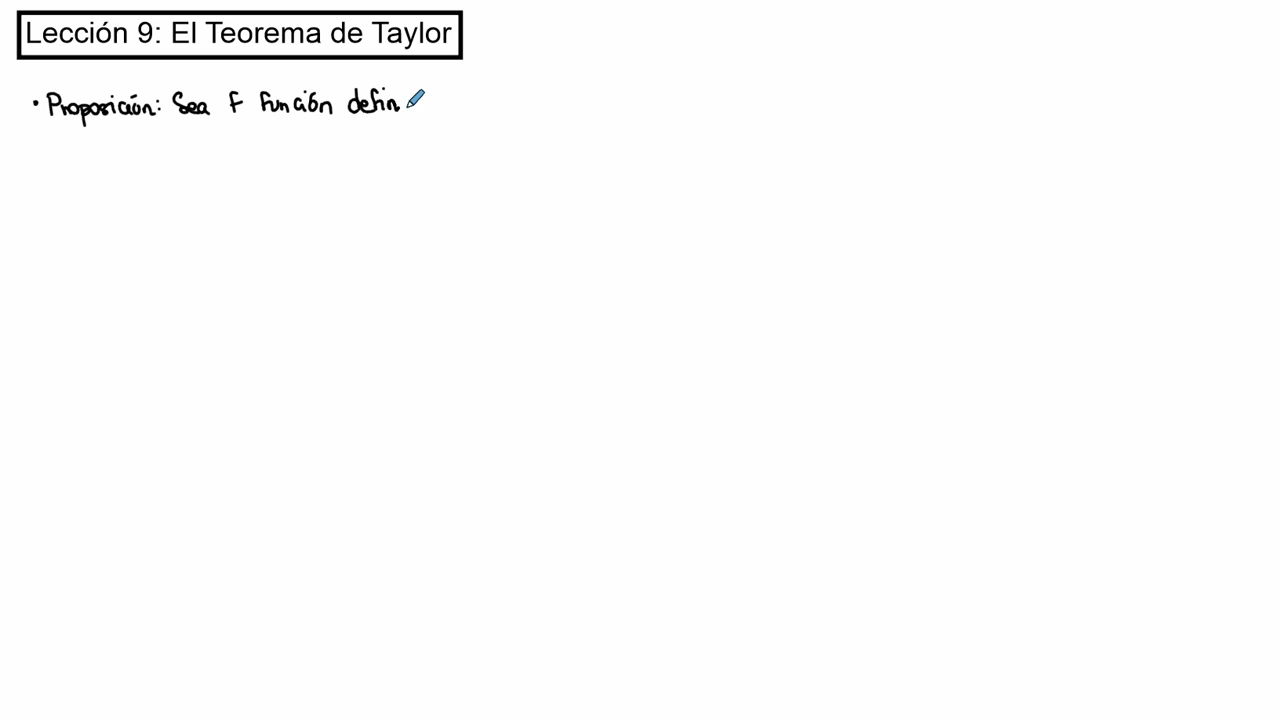 Lección 9: El Teorema de Taylor
• Proposición: Sea f función defin